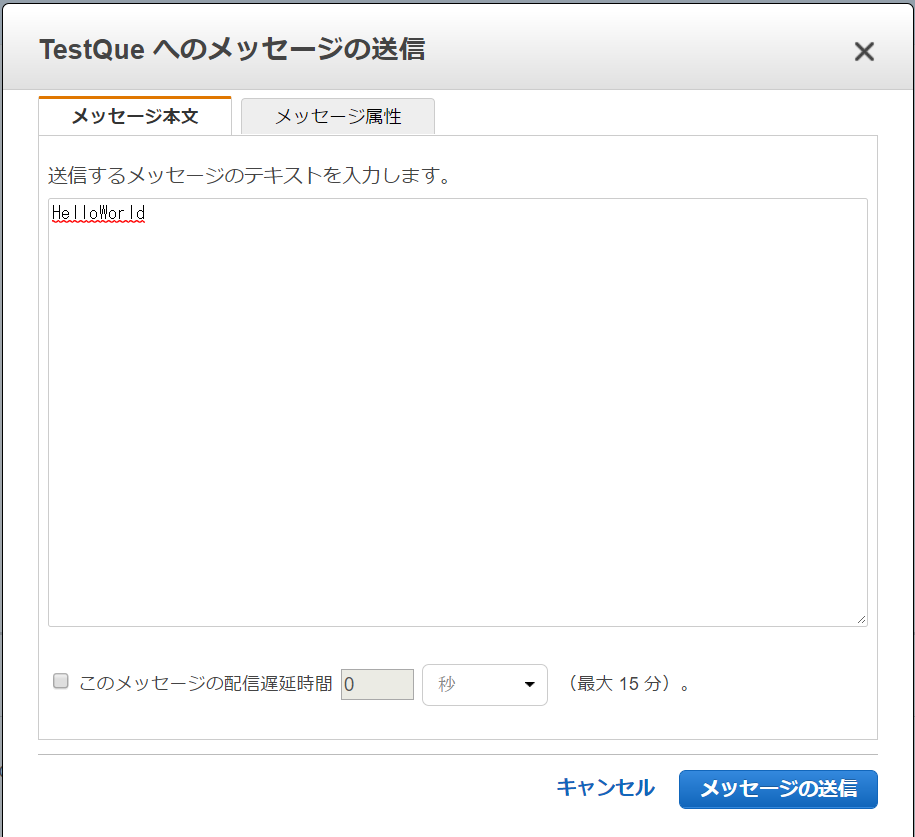 TestQue へのメッセージの送信
メッセージ本文
メッセージ属性
送信するメッセージのテキストを入力します。
HelloWorld
このメッセージの配信遅延時間 0 秒 （最大 15 分）。
キャンセル
メッセージの送信